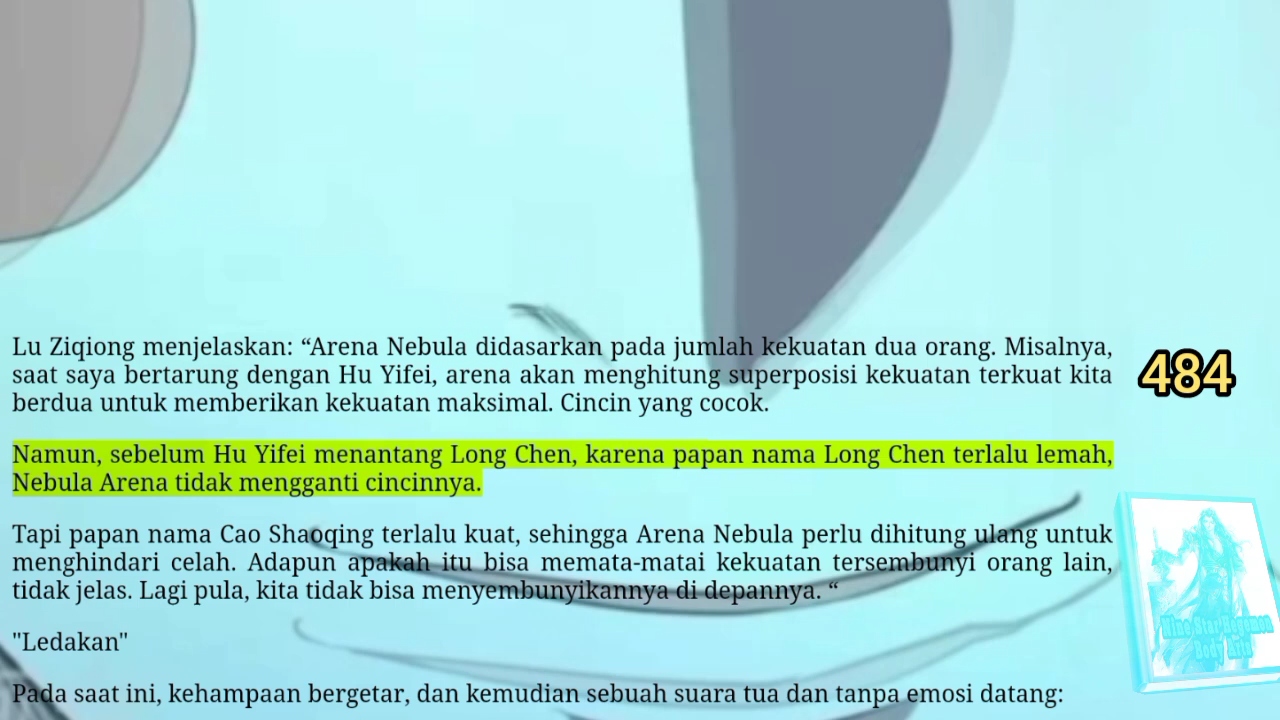 Lu Ziqiong menjelaskan: “Arena Nebula didasarkan pada jumlah kekuatan dua orang. Misalnya,
saat saya bertarung dengan Hu Yifei, arena akan menghitung superposisi kekuatan terkuat kita
berdua untuk memberikan kekuatan maksimal. Cincin yang cocok.
484
Namun, sebelum Hu Yifei menantang Long Chen, karena papan nama Long Chen terlalu lemah,
Nebula Arena tidak mengganti cincinnya.
Tapi papan nama Cao Shaoqing terlalu kuat, sehingga Arena Nebula perlu dihitung ulang untuk
menghindari celah. Adapun apakah itu bisa memata-matai kekuatan tersembunyi orang lain,
tidak jelas. Lagi pula, kita tidak bisa menyembunyikannya di depannya. “
Nine Star Hegemon
Body Arts
"Ledakan"
Pada saat ini, kehampaan bergetar, dan kemudian sebuah suara tua dan tanpa emosi datang: